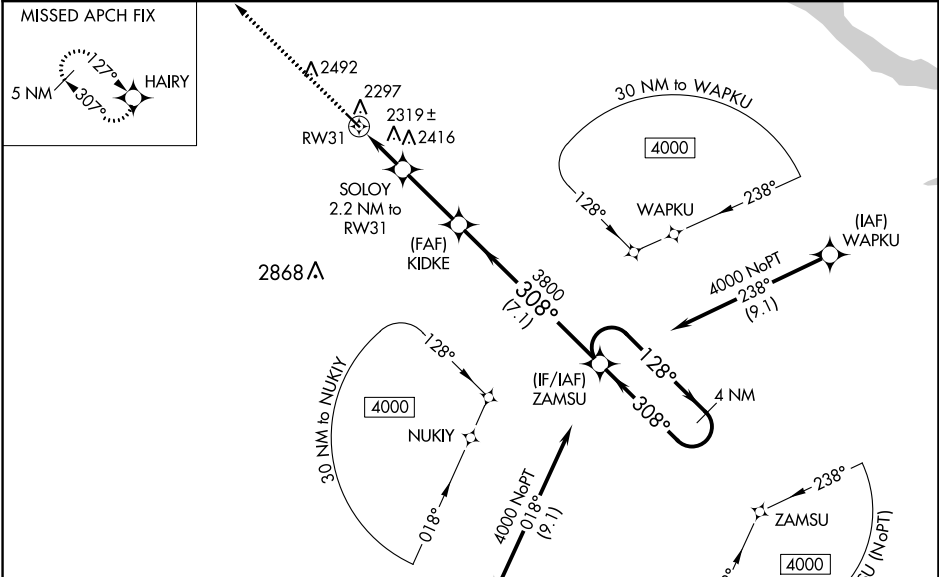 MISSED APCH FIX
127°
HAIRY
5 NM
307°
2492
2297
2319 ±
2416
RW31
SOLOY
2.2 NM to
RW31
(FAF)
KIDKE
2868
30 NM to WAPKU
4000
128°
238°
WAPKU
(IAF)
WAPKU
4000 NoPT
238°
(9.1)
3800
308°
(7.1)
(IF/IAF)
ZAMSU
128°
308°
4 NM
30 NM to NUKIY
128°
4000
NUKIY
018°
4000 NoPT
018°
(9.1)
238°
ZAMSU
4000
(NoPT)